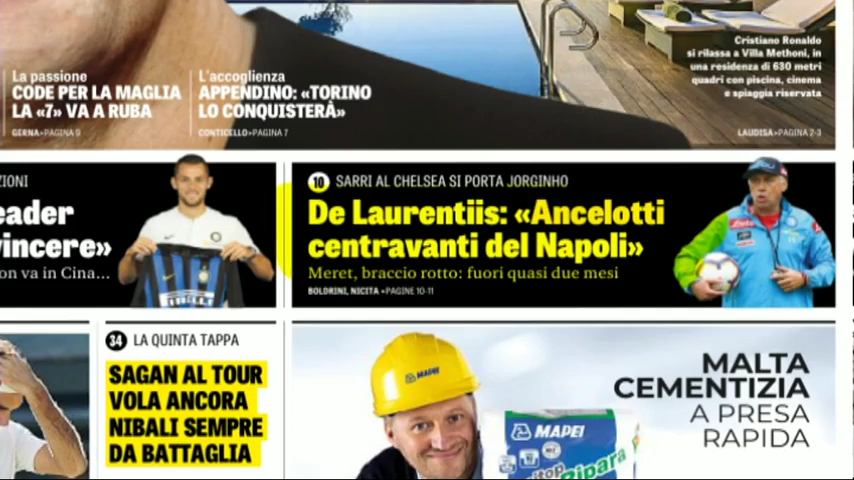 Cristiano Ronaldo
si rilassa a Villa Methoni, in
una residenza di 630 metri
quadri con piscina, cinema
e spiaggia riservata
LAUDISA>PAGINA 2-3
La passione
CODE PER LA MAGLIA
LA «7» VA A RUBA
GERNA>PAGINA 9
L'accoglienza
APPENDINO: «TORINO
LO CONQUISTERÀ»
CONTICELLO>PAGINA 7
ZIONI
eader
vincere»
on va in Cina...
PIRELLI
10 SARRI AL CHELSEA SI PORTA JORGINHO
De Laurentiis: «Ancelotti
centravanti del Napoli»
Meret, braccio rotto: fuori quasi due mesi
BOLDRINI, NICITA >PAGINE 10-11
34 LA QUINTA TAPPA
SAGAN AL TOUR
VOLA ANCORA
NIBALI SEMPRE
DA BATTAGLIA
MAPEI
MAPEI
Ripara
MALTA
CEMENTIZIA
A PRESA
RAPIDA